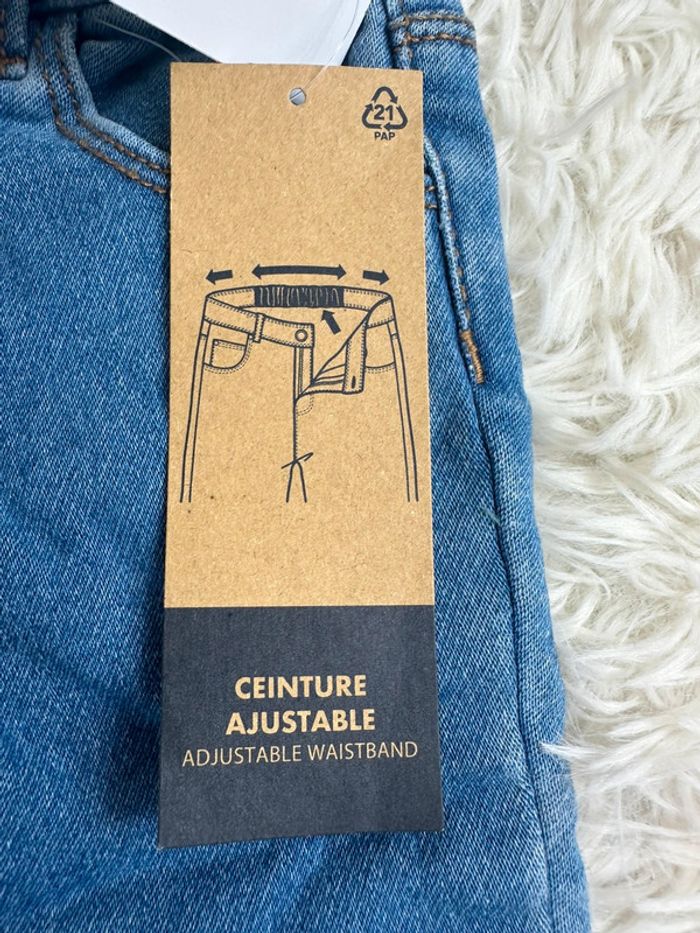 21
PAP
CEINTURE
AJUSTABLE
ADJUSTABLE WAISTBAND